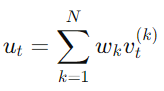 u_t = \sum_{k=1}^{N} w_k v_t^{(k)}